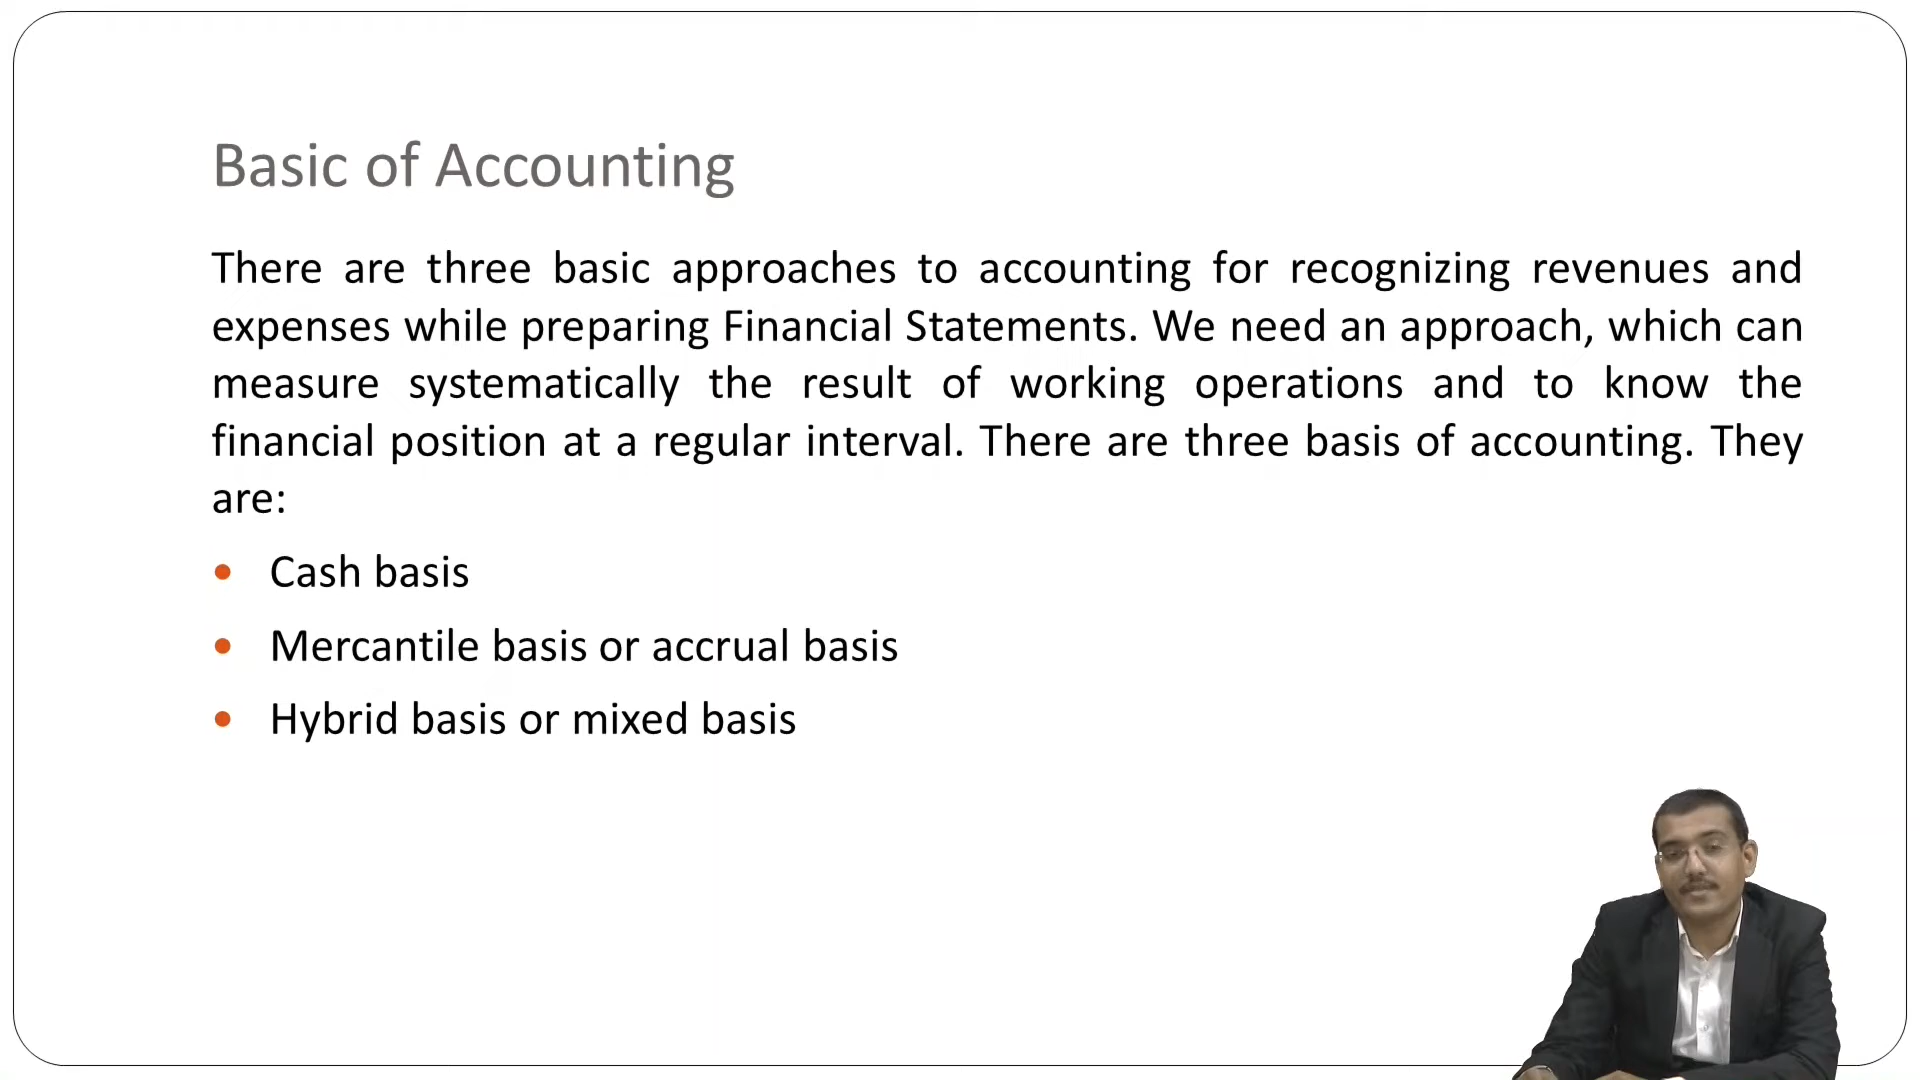 Basic of Accounting
There are three basic approaches to accounting for recognizing revenues and
expenses while preparing Financial Statements. We need an approach, which can
measure systematically the result of working operations and to know the
financial position at a regular interval. There are three basis of accounting. They
are:
• Cash basis
• Mercantile basis or accrual basis
• Hybrid basis or mixed basis